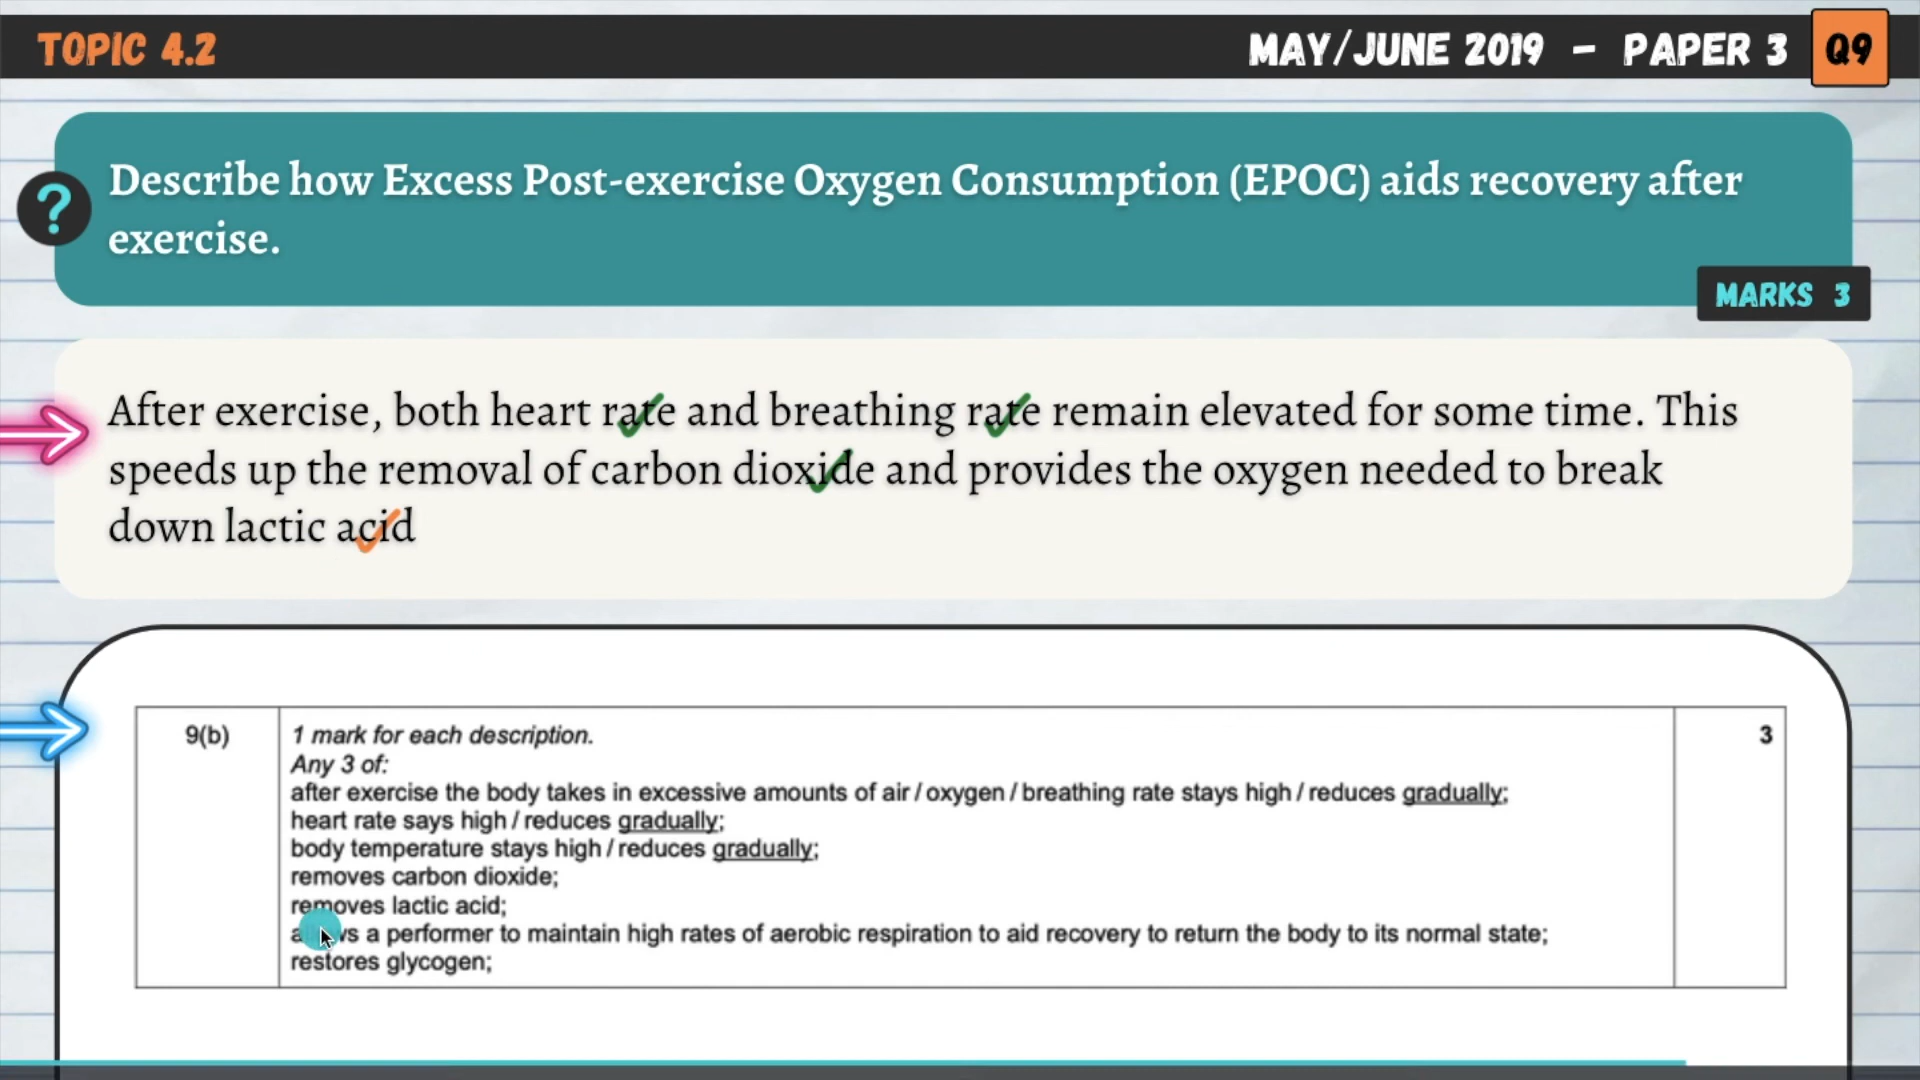 TOPIC 4.2
MAY/JUNE 2019 - PAPER 3
Q9
?
Describe how Excess Post-exercise Oxygen Consumption (EPOC) aids recovery after
exercise.
MARKS 3
After exercise, both heart rate and breathing rate remain elevated for some time. This
speeds up the removal of carbon dioxide and provides the oxygen needed to break
down lactic acid
9(b)
1 mark for each description.
3
Any 3 of:
after exercise the body takes in excessive amounts of air / oxygen / breathing rate stays high / reduces gradually;
heart rate says high / reduces gradually;
body temperature stays high / reduces gradually;
removes carbon dioxide;
removes lactic acid;
a performer to maintain high rates of aerobic respiration to aid recovery to return the body to its normal state;
restores glycogen;